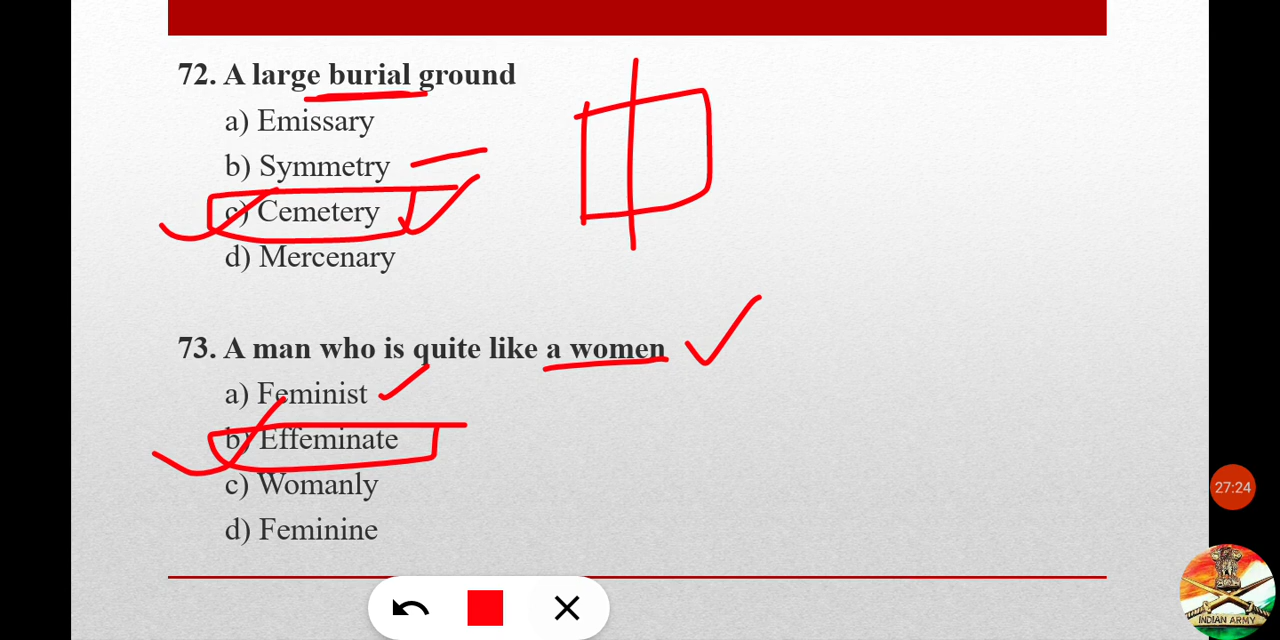 72. A large burial ground
a) Emissary
b) Symmetry
c) Cemetery
d) Mercenary
73. A man who is quite like a women
a) Feminist
b) Effeminate
c) Womanly
d) Feminine
27:24
INDIAN ARMY